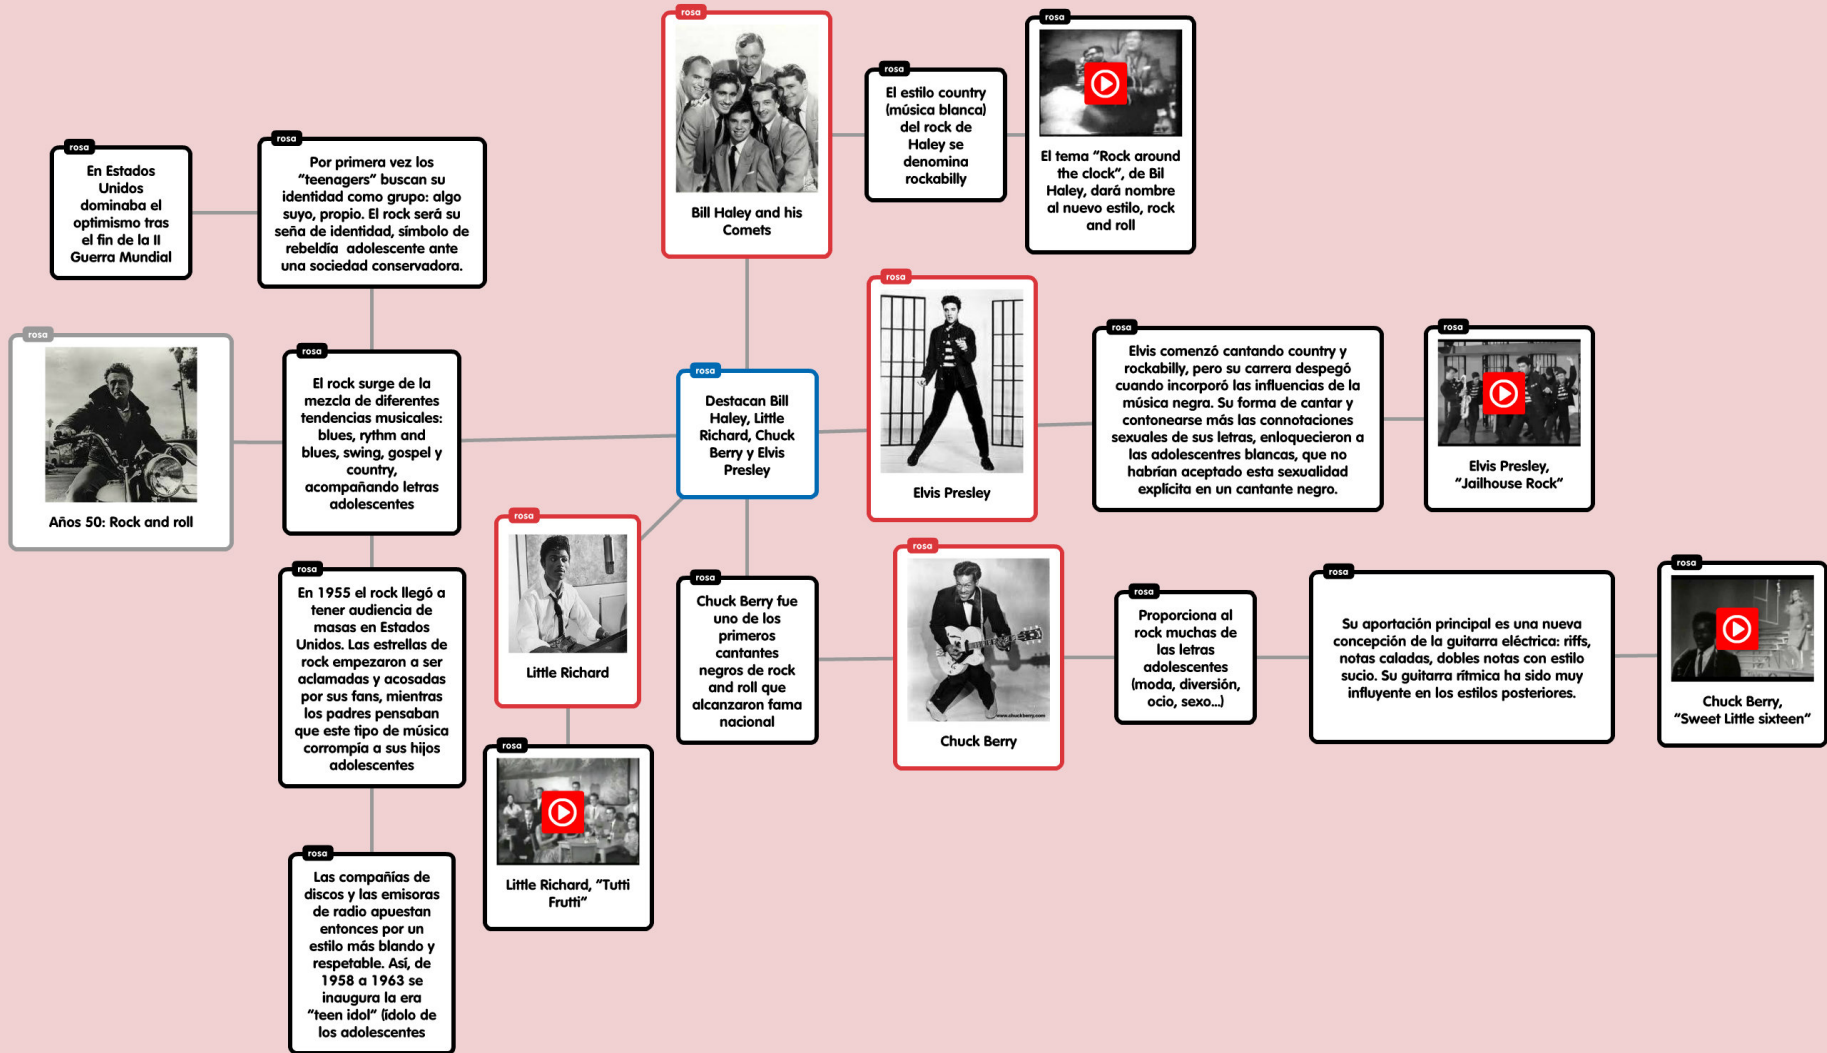 rosa
En Estados
Unidos
dominaba el
optimismo tras
el fin de la II
Guerra Mundial
rosa
Por primera vez los
"teenagers" buscan su
identidad como grupo: algo
suyo, propio. El rock será su
seña de identidad, símbolo de
rebeldía adolescente ante
una sociedad conservadora.
rosa
Bill Haley and his
Comets
rosa
El estilo country
(música blanca)
del rock de
Haley se
denomina
rockabilly
rosa
El tema "Rock around
the clock", de Bil
Haley, dará nombre
al nuevo estilo, rock
and roll
rosa
Años 50: Rock and roll
rosa
El rock surge de la
mezcla de diferentes
tendencias musicales:
blues, rythm and
blues, swing, gospel y
country,
acompañando letras
adolescentes
rosa
Destacan Bill
Haley, Little
Richard, Chuck
Berry y Elvis
Presley
rosa
Elvis Presley
rosa
Elvis comenzó cantando country y
rockabilly, pero su carrera despegó
cuando incorporó las influencias de la
música negra. Su forma de cantar y
contonearse más las connotaciones
sexuales de sus letras, enloquecieron a
las adolescentres blancas, que no
habrían aceptado esta sexualidad
explícita en un cantante negro.
rosa
Elvis Presley,
"Jailhouse Rock"
rosa
En 1955 el rock llegó a
tener audiencia de
masas en Estados
Unidos. Las estrellas de
rock empezaron a ser
aclamadas y acosadas
por sus fans, mientras
los padres pensaban
que este tipo de música
corrompía a sus hijos
adolescentes
rosa
Little Richard
rosa
Chuck Berry fue
uno de los
primeros
cantantes
negros de rock
and roll que
alcanzaron fama
nacional
rosa
www.chuckberry.com
Chuck Berry
rosa
Proporciona al
rock muchas de
las letras
adolescentes
(moda, diversión,
ocio, sexo...)
rosa
Su aportación principal es una nueva
concepción de la guitarra eléctrica: riffs,
notas caladas, dobles notas con estilo
sucio. Su guitarra rítmica ha sido muy
influyente en los estilos posteriores.
rosa
Chuck Berry,
"Sweet Little sixteen"
rosa
Little Richard, "Tutti
Frutti"
rosa
Las compañías de
discos y las emisoras
de radio apuestan
entonces por un
estilo más blando y
respetable. Así, de
1958 a 1963 se
inaugura la era
"teen idol" (ídolo de
los adolescentes